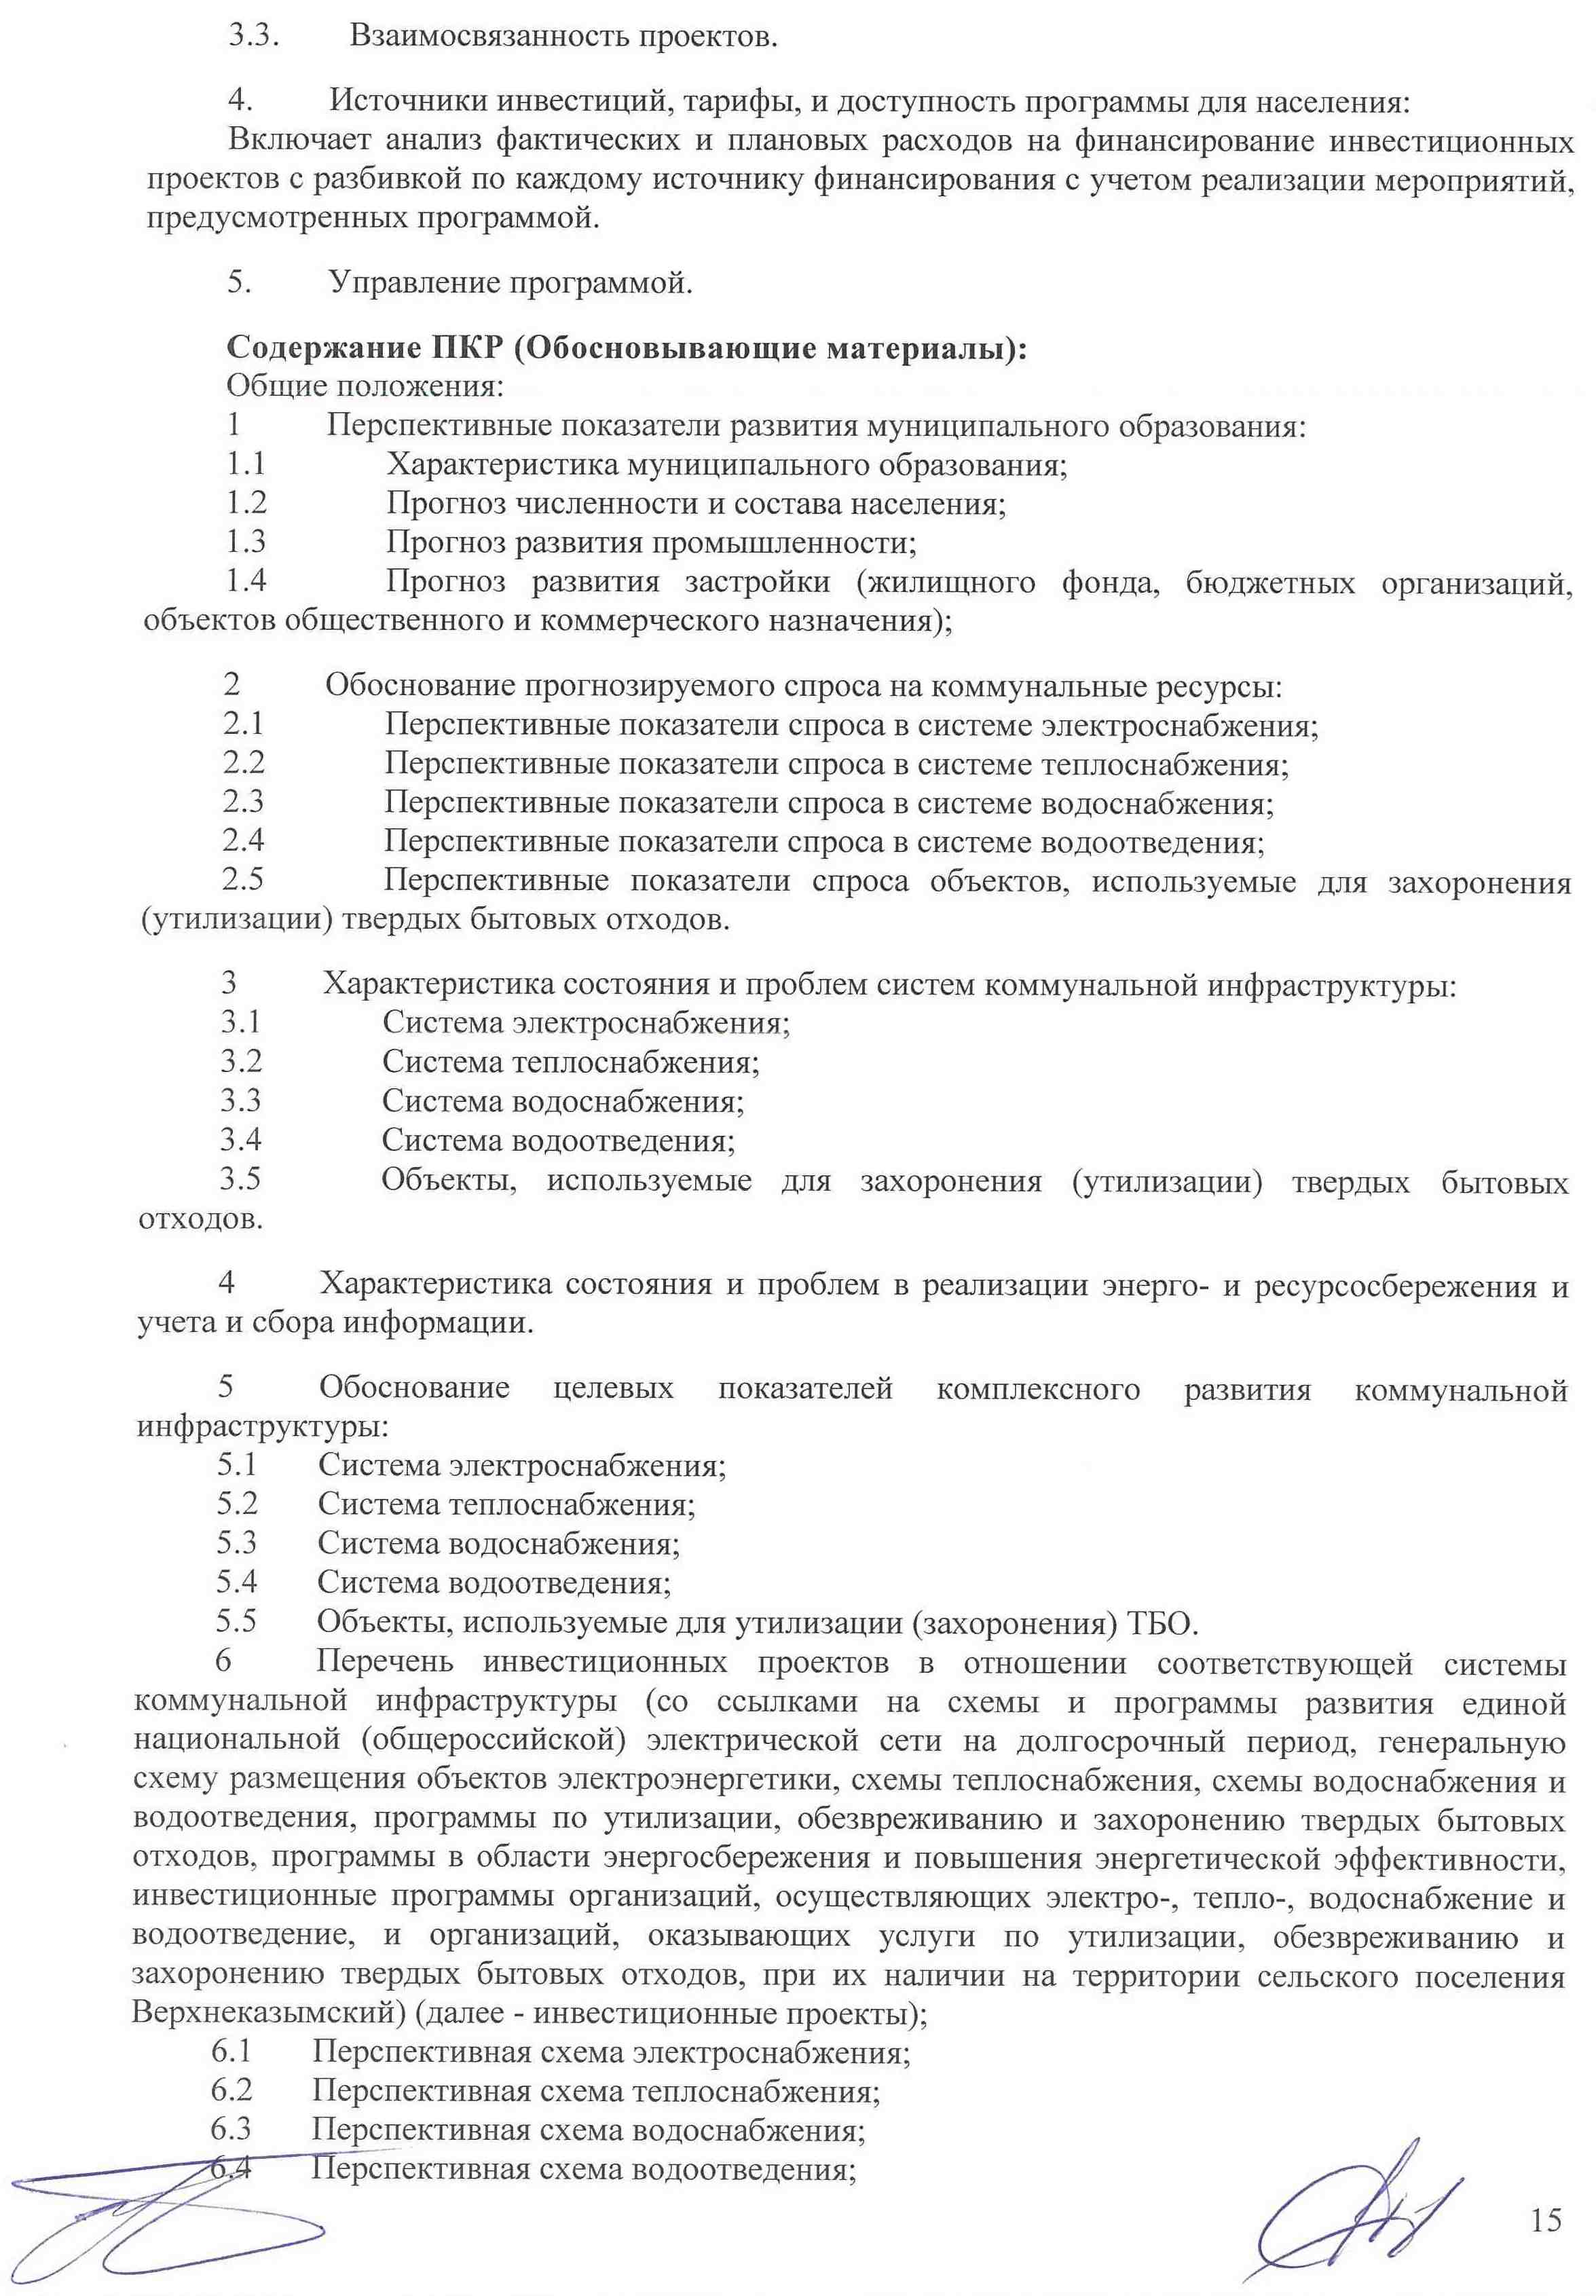 3.3. Взаимосвязанность проектов.
4. Источники инвестиций, тарифы, и доступность программы для населения:
Включает анализ фактических и плановых расходов на финансирование инвестиционных
проектов с разбивкой по каждому источнику финансирования с учетом реализации мероприятий,
предусмотренных программой.
5. Управление программой.
Содержание ПКР (Обосновывающие материалы):
Общие положения:
1 Перспективные показатели развития муниципального образования:
1.1 Характеристика муниципального образования;
1.2 Прогноз численности и состава населения;
1.3 Прогноз развития промышленности;
1.4 Прогноз развития застройки (жилищного фонда, бюджетных организаций,
объектов общественного и коммерческого назначения);
2 Обоснование прогнозируемого спроса на коммунальные ресурсы:
2.1 Перспективные показатели спроса в системе электроснабжения;
2.2 Перспективные показатели спроса в системе теплоснабжения;
2.3 Перспективные показатели спроса в системе водоснабжения;
2.4 Перспективные показатели спроса в системе водоотведения;
2.5 Перспективные показатели спроса объектов, используемые для захоронения
(утилизации) твердых бытовых отходов.
3 Характеристика состояния и проблем систем коммунальной инфраструктуры:
3.1 Система электроснабжения;
3.2 Система теплоснабжения;
3.3 Система водоснабжения;
3.4 Система водоотведения;
3.5 Объекты, используемые для захоронения (утилизации) твердых бытовых
отходов.
4 Характеристика состояния и проблем в реализации энерго- и ресурсосбережения и
учета и сбора информации.
5 Обоснование целевых показателей комплексного развития коммунальной
инфраструктуры:
5.1 Система электроснабжения;
5.2 Система теплоснабжения;
5.3 Система водоснабжения;
5.4 Система водоотведения;
5.5 Объекты, используемые для утилизации (захоронения) ТБО.
6 Перечень инвестиционных проектов в отношении соответствующей системы
коммунальной инфраструктуры (со ссылками на схемы и программы развития единой
национальной (общероссийской) электрической сети на долгосрочный период, генеральную
схему размещения объектов электроэнергетики, схемы теплоснабжения, схемы водоснабжения и
водоотведения, программы по утилизации, обезвреживанию и захоронению твердых бытовых
отходов, программы в области энергосбережения и повышения энергетической эффективности,
инвестиционные программы организаций, осуществляющих электро-, тепло-, водоснабжение и
водоотведение, и организаций, оказывающих услуги по утилизации, обезвреживанию и
захоронению твердых бытовых отходов, при их наличии на территории сельского поселения
Верхнеказымский) (далее - инвестиционные проекты);
6.1 Перспективная схема электроснабжения;
6.2 Перспективная схема теплоснабжения;
6.3 Перспективная схема водоснабжения;
6.4 Перспективная схема водоотведения;
15